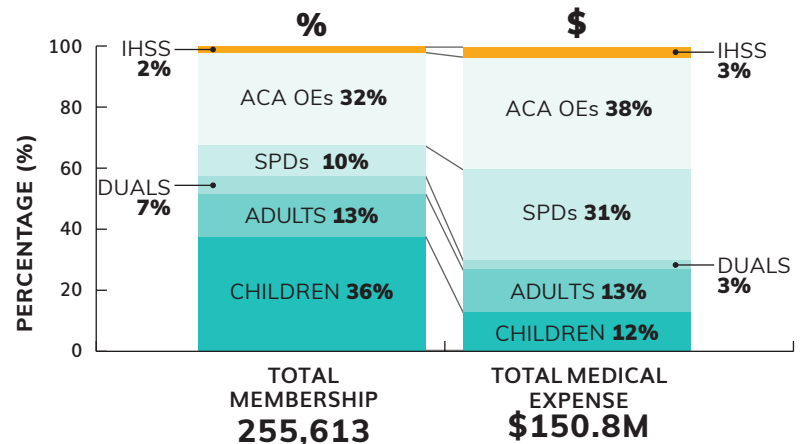 % $
PERCENTAGE (%)
100
80
60
40
20
0
IHSS
2%
ACA OEs 32%
SPDs 10%
DUALS
7%
ADULTS 13%
CHILDREN 36%
IHSS
3%
ACA OEs 38%
SPDs 31%
DUALS
3%
ADULTS 13%
CHILDREN 12%
TOTAL
MEMBERSHIP
255,613
TOTAL MEDICAL
EXPENSE
$150.8M